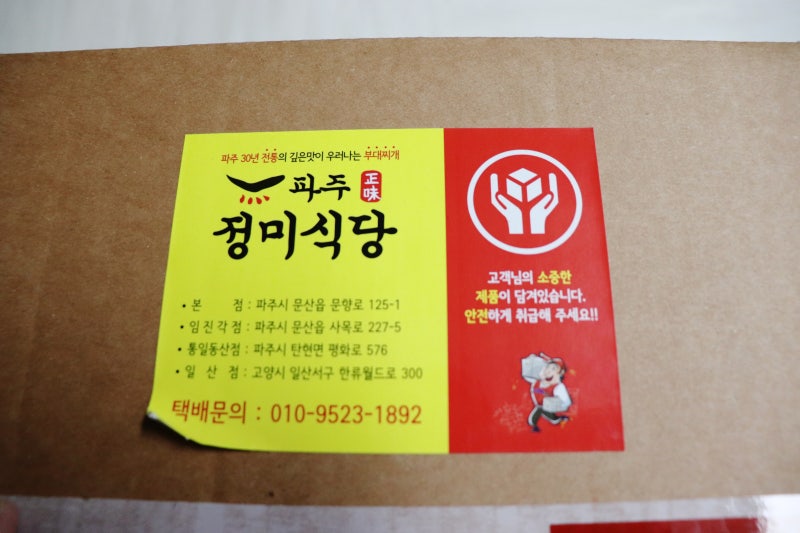 파주 30년 전통의 깊은맛이 우러나는 부대찌개
파주 正味
정미식당
• 본 점 : 파주시 문산읍 문향로 125-1
• 임진각점 : 파주시 문산읍 사목로 227-5
• 통일동산점 : 파주시 탄현면 평화로 576
• 일 산 점 : 고양시 일산서구 한류월드로 300
택배문의 : 010-9523-1892
고객님의 소중한
제품이 담겨있습니다.
안전하게 취급해 주세요!!